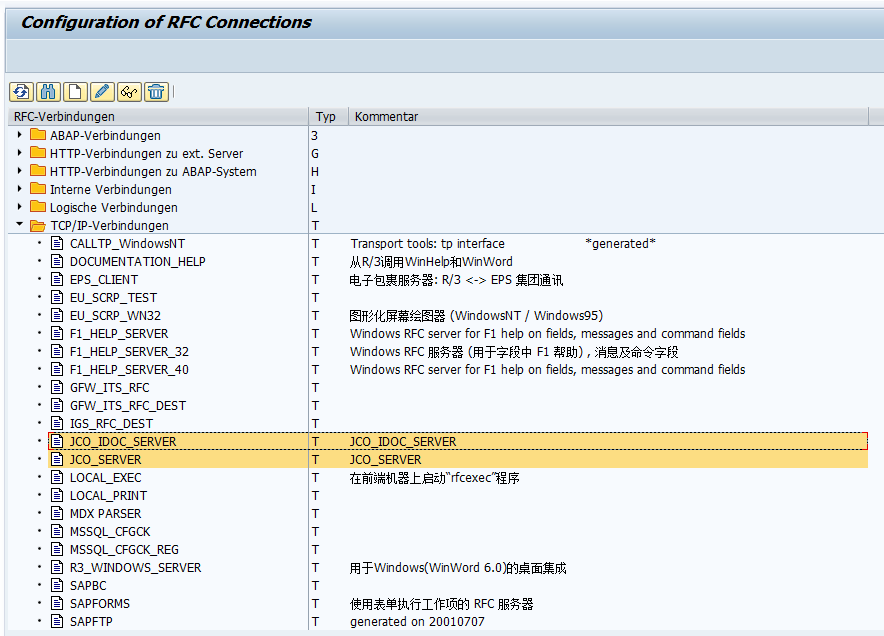 Configuration of RFC Connections
RFC-Verbindungen Typ Kommentar
ABAP-Verbindungen 3
HTTP-Verbindungen zu ext. Server G
HTTP-Verbindungen zu ABAP-System H
Interne Verbindungen I
Logische Verbindungen L
TCP/IP-Verbindungen T
CALLTP_WindowsNT T Transport tools: tp interface *generated*
DOCUMENTATION_HELP T 从R/3调用WinHelp和WinWord
EPS_CLIENT T 电子包裹服务器: R/3 <-> EPS 集团通讯
EU_SCRP_TEST T
EU_SCRP_WN32 T 图形化屏幕绘图器 (WindowsNT / Windows95)
F1_HELP_SERVER T Windows RFC server for F1 help on fields, messages and command fields
F1_HELP_SERVER_32 T Windows RFC 服务器 (用于字段中 F1 帮助) , 消息及命令字段
F1_HELP_SERVER_40 T Windows RFC server for F1 help on fields, messages and command fields
GFW_ITS_RFC T
GFW_ITS_RFC_DEST T
IGS_RFC_DEST T
JCO_IDOC_SERVER T JCO_IDOC_SERVER
JCO_SERVER T JCO_SERVER
LOCAL_EXEC T 在前端机器上启动“rfcexec”程序
LOCAL_PRINT T
MDX PARSER T
MSSQL_CFGCK T
MSSQL_CFGCK_REG T
R3_WINDOWS_SERVER T 用于Windows(WinWord 6.0)的桌面集成
SAPBC T
SAPFORMS T 使用表单执行工作项的 RFC 服务器
SAPFTP T generated on 20010707